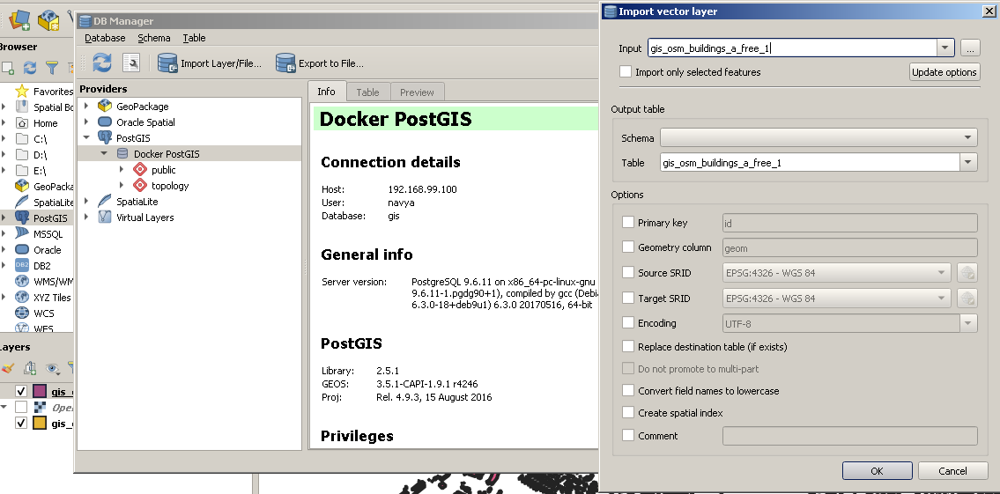 DB Manager
Database Schema Table
Import Layer/File... Export to File...
Providers
GeoPackage
Oracle Spatial
PostGIS
Docker PostGIS
public
topology
SpatiaLite
Virtual Layers
Info Table Preview
Docker PostGIS
Connection details
Host: 192.168.99.100
User: navya
Database: gis
General info
Server version: PostgreSQL 9.6.11 on x86_64-pc-linux-gnu
9.6.11-1.pgdg90+1), compiled by gcc (Debia
6.3.0-18+deb9u1) 6.3.0 20170516, 64-bit
PostGIS
Library: 2.5.1
GEOS: 3.5.1-CAPI-1.9.1 r4246
Proj: Rel. 4.9.3, 15 August 2016
Privileges
Browser
Favorites
Spatial Bo
Home
C:\
D:\
E:\
GeoPack
SpatiaLite
PostGIS
MSSQL
Oracle
DB2
DB2
WMS/WM
XYZ Tiles
WCS
WFS
Layers
gis_
Ope
gis_
Import vector layer
Input gis_osm_buildings_a_free_1 ...
Import only selected features Update options
Output table
Schema
Table gis_osm_buildings_a_free_1
Options
Primary key id
Geometry column geom
Source SRID EPSG:4326 - WGS 84
Target SRID EPSG:4326 - WGS 84
Encoding UTF-8
Replace destination table (if exists)
Do not promote to multi-part
Convert field names to lowercase
Create spatial index
Comment
OK Cancel